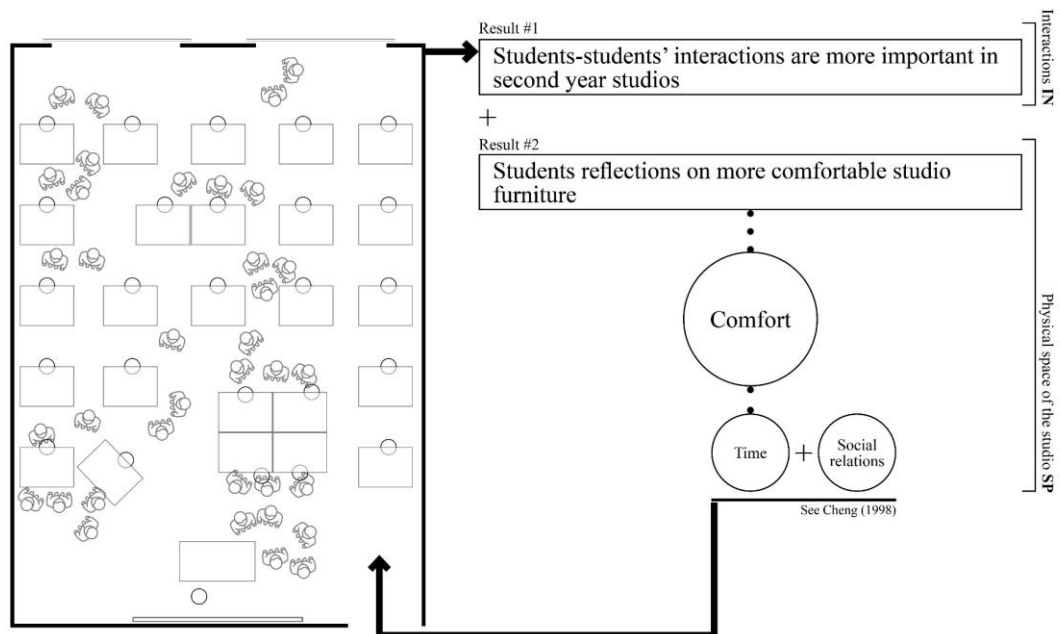 Result #1
Students-students’ interactions are more important in
second year studios
Interactions IN
+
Result #2
Students reflections on more comfortable studio
furniture
Comfort
Time
+
Social
relations
See Cheng (1998)
Physical space of the studio SP